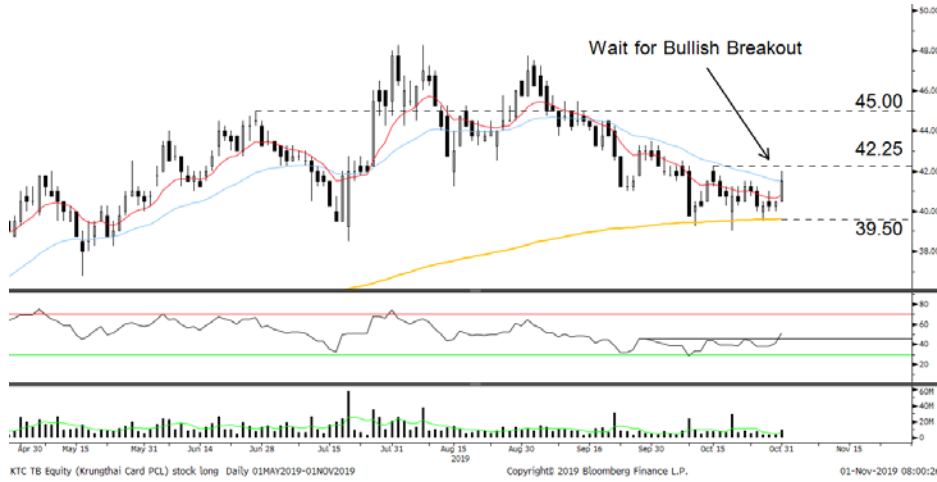 50.00
48.00
Wait for Bullish Breakout
46.00
45.00
44.00
42.25
42.00
40.00
39.50
38.00
80
60
40
20
60M
40M
20M
0
Apr 30 May 15 May 31 Jun 14 Jun 28 Jul 15 Jul 31 Aug 15 Aug 30 Sep 16 Sep 30 Oct 15 Oct 31 Nov 15
2019
KTC TB Equity (Krungthai Card PCL) stock long Daily 01MAY2019-01NOV2019 Copyright© 2019 Bloomberg Finance L.P. 01-Nov-2019 08:00:26